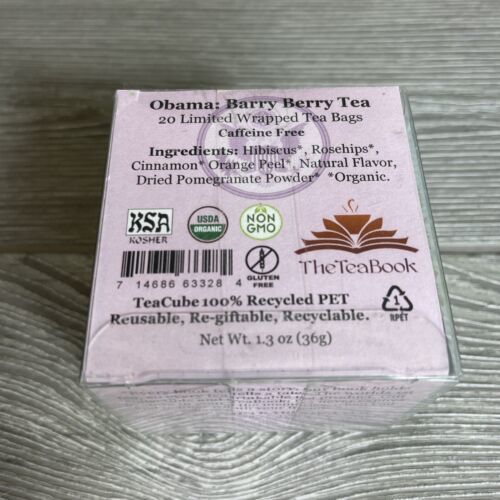 Obama: Barry Berry Tea
20 Limited Wrapped Tea Bags
Caffeine Free
Ingredients: Hibiscus*, Rosehips*,
Cinnamon* Orange Peel*, Natural Flavor,
Dried Pomegranate Powder* *Organic.
KSA
KOSHER
USDA
ORGANIC
NON
GMO
GLUTEN
FREE
TheTeaBook
7 14686 63328 4
TeaCube 100% Recycled PET
Reusable, Re-giftable, Recyclable.
1
RPET
Net Wt. 1.3 oz (36g)